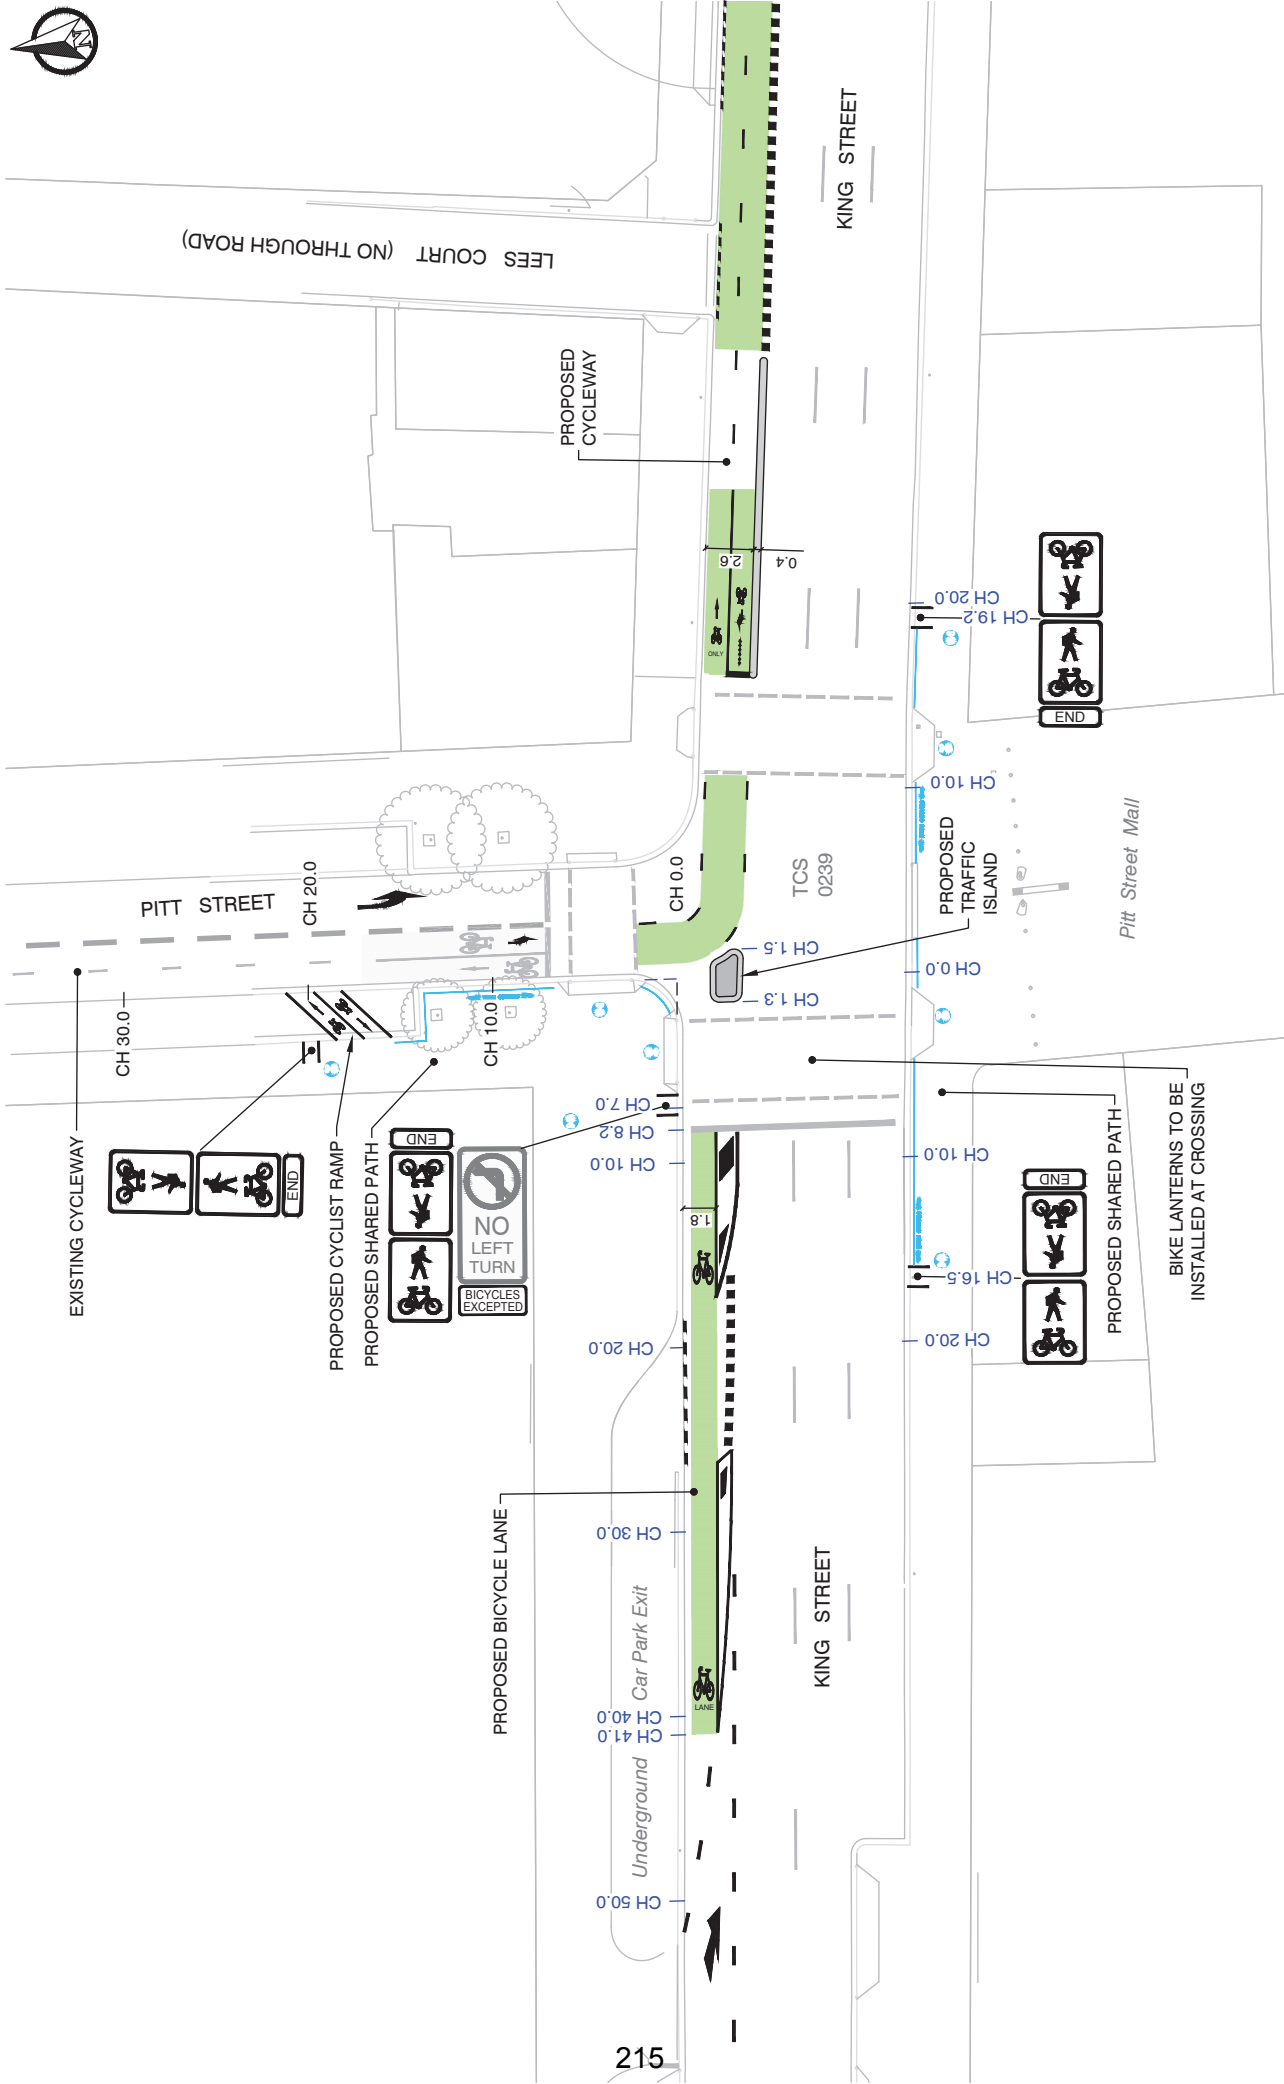 N
LEES COURT (NO THROUGH ROAD)
KING STREET
PROPOSED
CYCLEWAY
2.6
0.4
ONLY
CH 20.0
CH 19.2
END
CH 10.0
PITT STREET
CH 20.0
CH 0.0
TCS
0239
PROPOSED
TRAFFIC
ISLAND
Pitt Street Mall
CH 1.5
CH 1.3
CH 0.0
CH 30.0
CH 10.0
EXISTING CYCLEWAY
END
PROPOSED CYCLIST RAMP
PROPOSED SHARED PATH
END
NO
LEFT
TURN
BICYCLES
EXCEPTED
CH 7.0
CH 8.2
CH 10.0
1.8
CH 10.0
CH 16.5
END
PROPOSED SHARED PATH
BIKE LANTERNS TO BE
INSTALLED AT CROSSING
CH 20.0
CH 20.0
PROPOSED BICYCLE LANE
CH 30.0
Underground Car Park Exit
LANE
CH 40.0
CH 41.0
KING STREET
CH 50.0
215